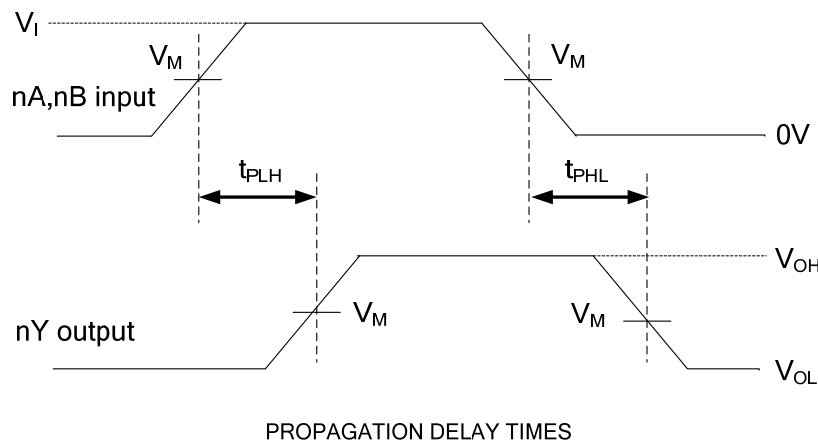 VI
VM
VM
nA,nB input
0V
tPLH
tPHL
VOH
VM
VM
nY output
VOL
PROPAGATION DELAY TIMES